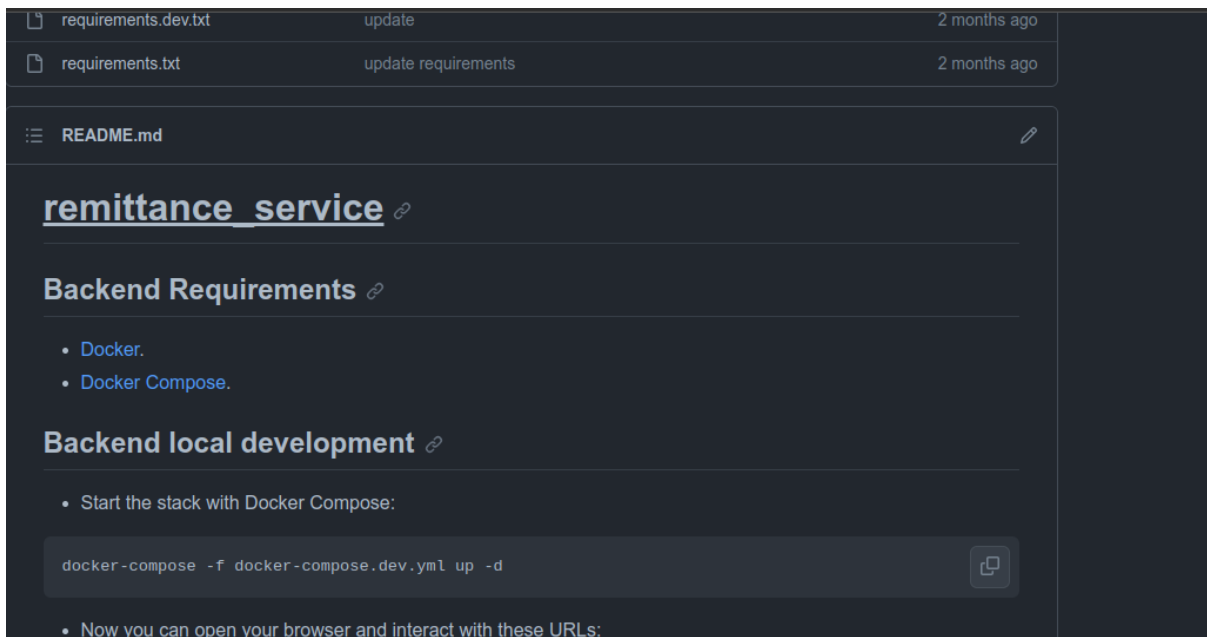 requirements.dev.txt update 2 months ago
requirements.txt update requirements 2 months ago
README.md
remittance_service
Backend Requirements
• Docker.
• Docker Compose.
Backend local development
• Start the stack with Docker Compose:
docker-compose -f docker-compose.dev.yml up -d
• Now you can open your browser and interact with these URLs: